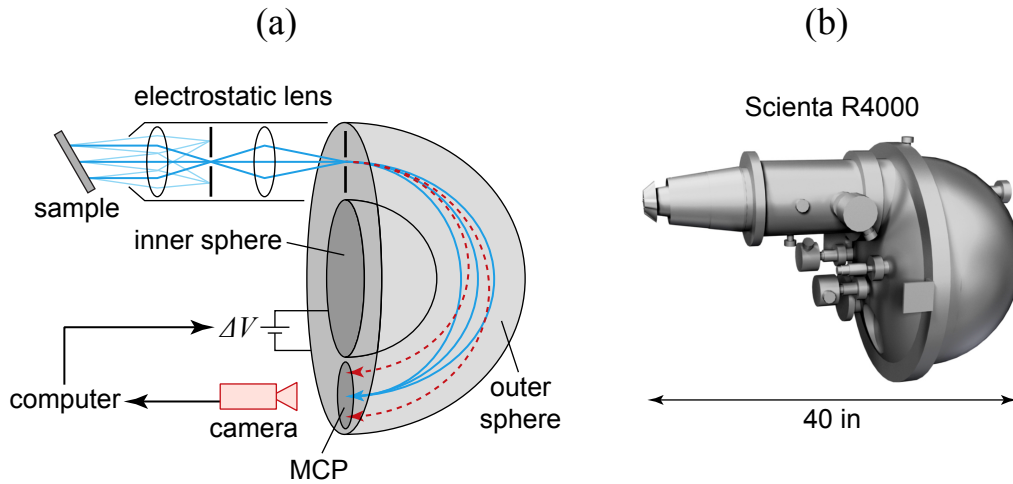 (a)
electrostatic lens
sample
inner sphere
ΔV
computer
camera
MCP
outer
sphere
(b)
Scienta R4000
40 in